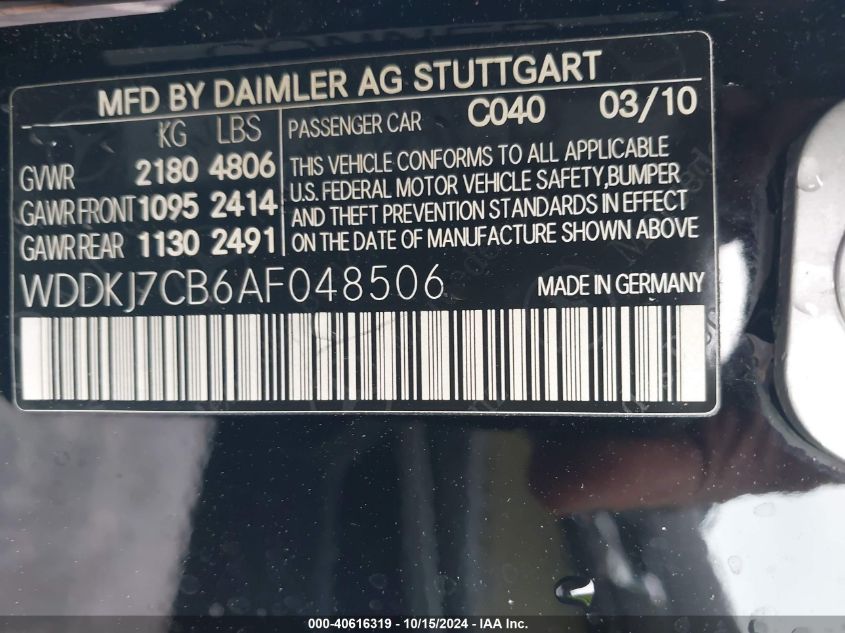 MFD BY DAIMLER AG STUTTGART
KG LBS
GVWR 2180 4806
GAWR FRONT 1095 2414
GAWR REAR 1130 2491
PASSENGER CAR C040 03/10
THIS VEHICLE CONFORMS TO ALL APPLICABLE
U.S. FEDERAL MOTOR VEHICLE SAFETY,BUMPER
AND THEFT PREVENTION STANDARDS IN EFFECT
ON THE DATE OF MANUFACTURE SHOWN ABOVE
WDDKJ7CB6AF048506 MADE IN GERMANY
000-40616319 - 10/15/2024 - IAA Inc.